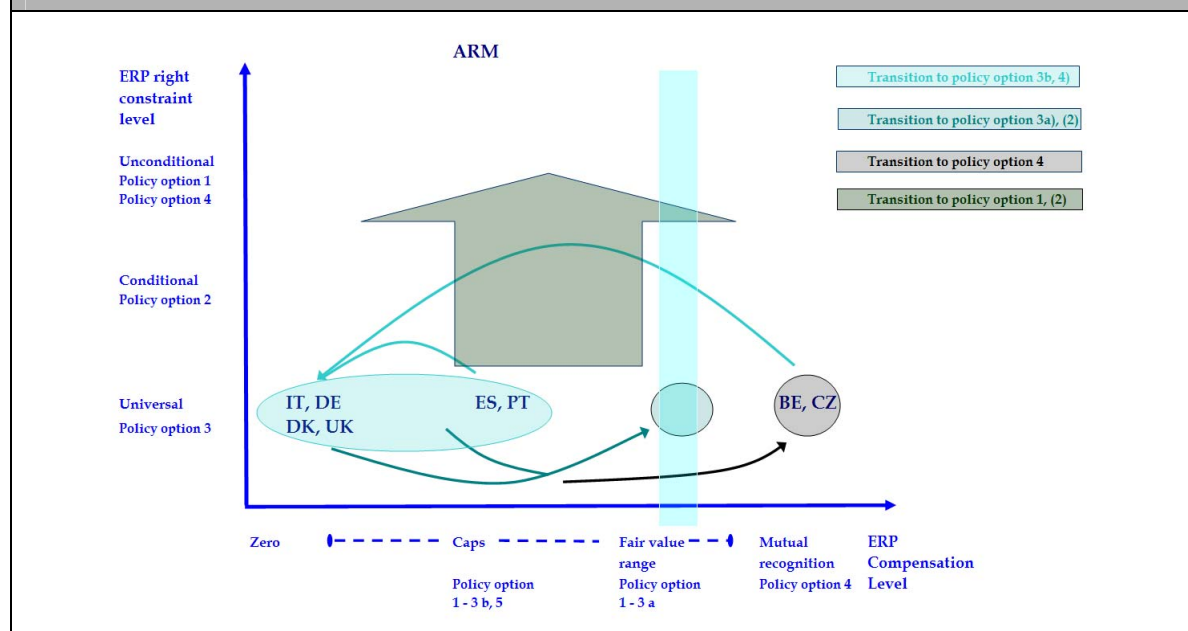 ARM
ERP right
constraint
level
Unconditional
Policy option 1
Policy option 4
Conditional
Policy option 2
Universal
Policy option 3
Transition to policy option 3b, 4)
Transition to policy option 3a), (2)
Transition to policy option 4
Transition to policy option 1, (2)
IT, DE
DK, UK
ES, PT
BE, CZ
Zero
Caps
Policy option
1 - 3 b, 5
Fair value
range
Policy option
1 - 3 a
Mutual
recognition
Policy option 4
ERP
Compensation
Level